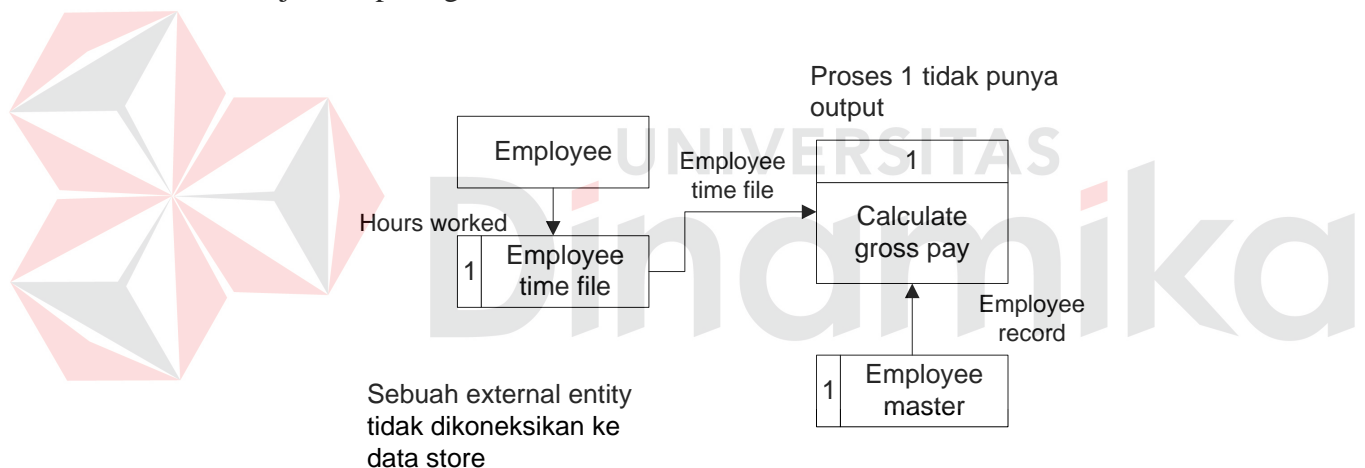 Proses 1 tidak punya
output
UNIVERSITAS
Dinamika
Employee
Employee
time file
1
Hours worked
1
Employee
time file
Calculate
gross pay
Employee
record
1
Employee
master
Sebuah external entity
tidak dikoneksikan ke
data store